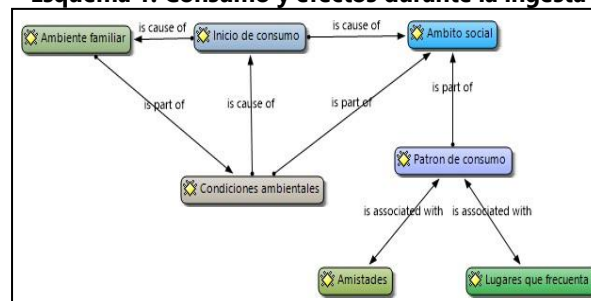 Esquema 1. Consumo y efectos durante la ingesta
Ambiente familiar
is cause of
Inicio de consumo
is cause of
Ambito social
is part of
is cause of
is part of
is part of
Condiciones ambientales
Patron de consumo
is associated with
is associated with
Amistades
Lugares que frecuenta